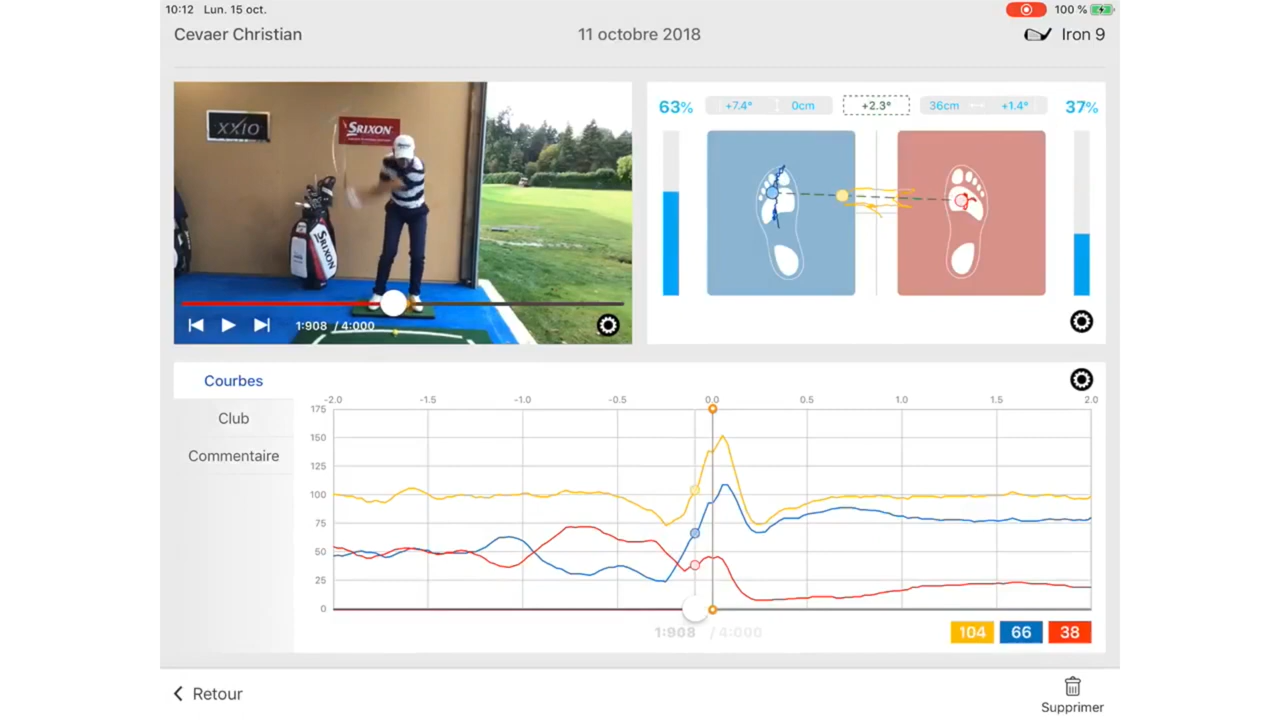 10:12 Lun. 15 oct. 100 %
Cevaer Christian 11 octobre 2018 Iron 9
XXIO
SRIXON
SRIXON
1:908 / 4:000
63% +7.4° 0cm +2.3° 36cm +1.4° 37%
Courbes
Club
Commentaire
-2.0 -1.5 -1.0 -0.5 0.0 0.5 1.0 1.5 2.0
175
150
125
100
75
50
25
0
1:908 / 4:000
104 66 38
Retour
Supprimer